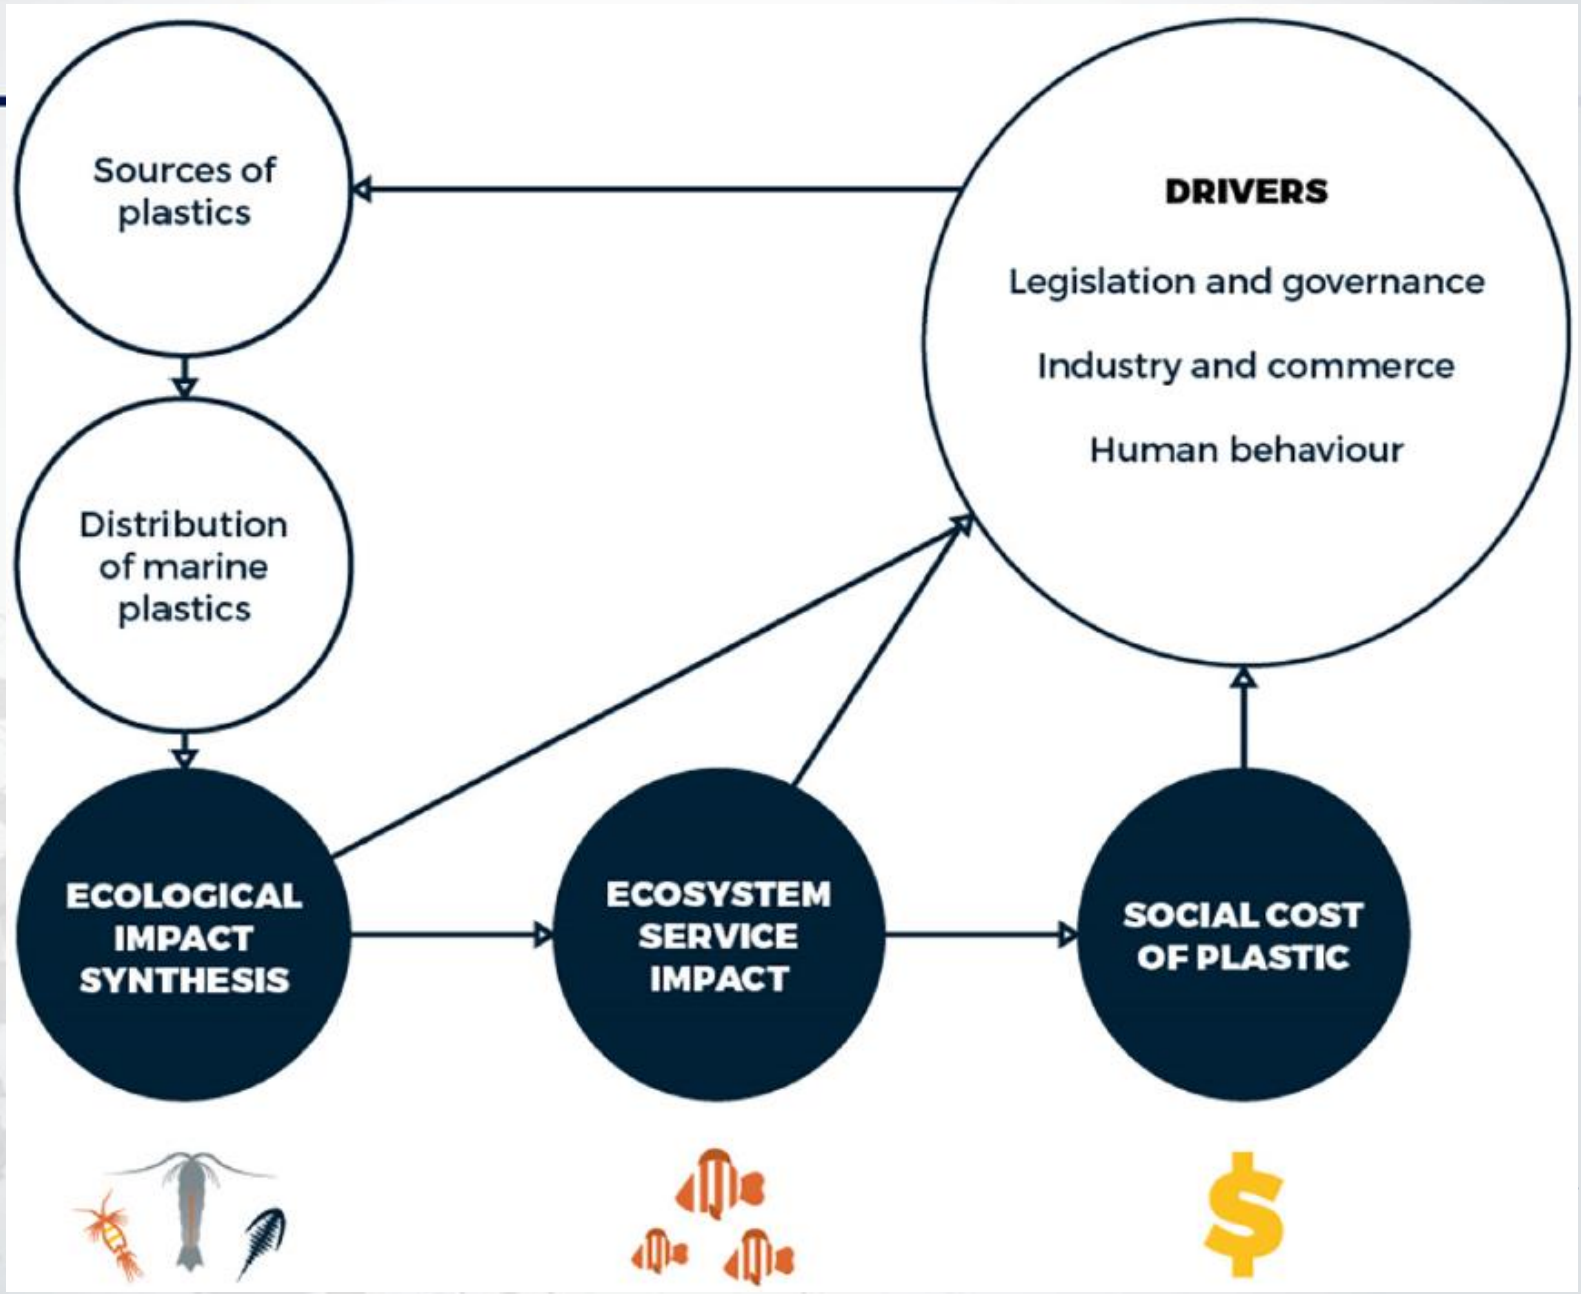 Sources of
plastics
DRIVERS
Legislation and governance
Industry and commerce
Human behaviour
Distribution
of marine
plastics
ECOLOGICAL
IMPACT
SYNTHESIS
ECOSYSTEM
SERVICE
IMPACT
SOCIAL COST
OF PLASTIC
$